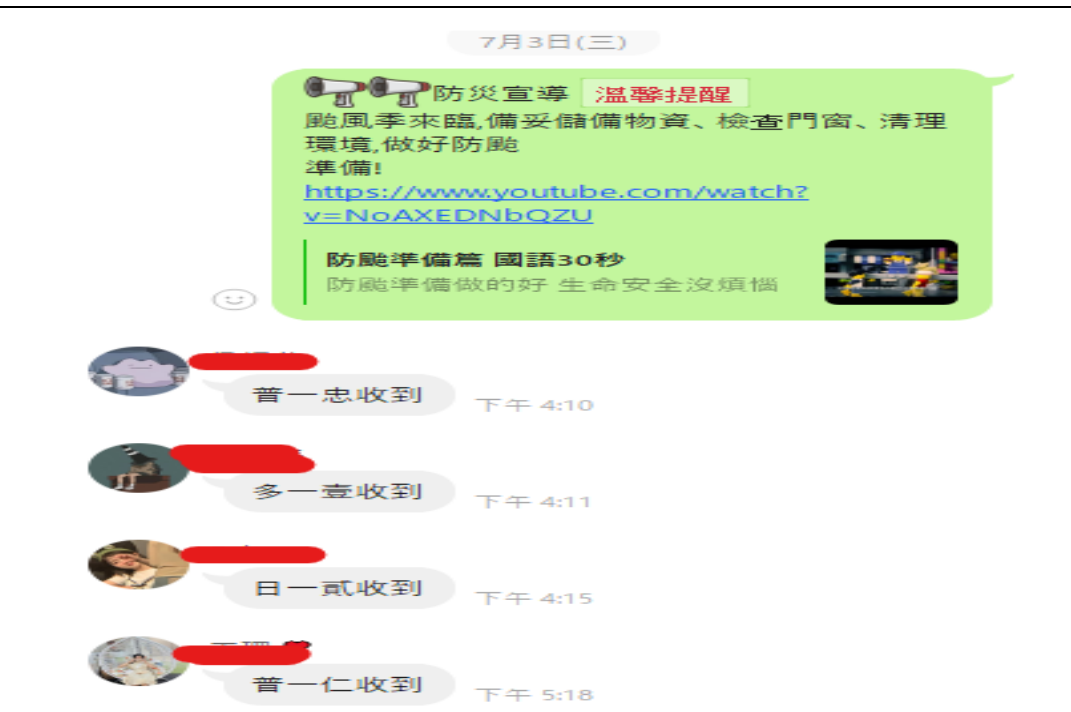 7月3日(三)
防災宣導 溫馨提醒
颱風季來臨,備妥儲備物資、檢查門窗、清理
環境,做好防颱
準備!
https://www.youtube.com/watch?
v=NoAXEDNbQZU
防颱準備篇 國語30秒
防颱準備做的好 生命安全沒煩惱
普一忠收到
下午 4:10
多一壹收到
下午 4:11
日一貳收到
下午 4:15
普一仁收到
下午 5:18